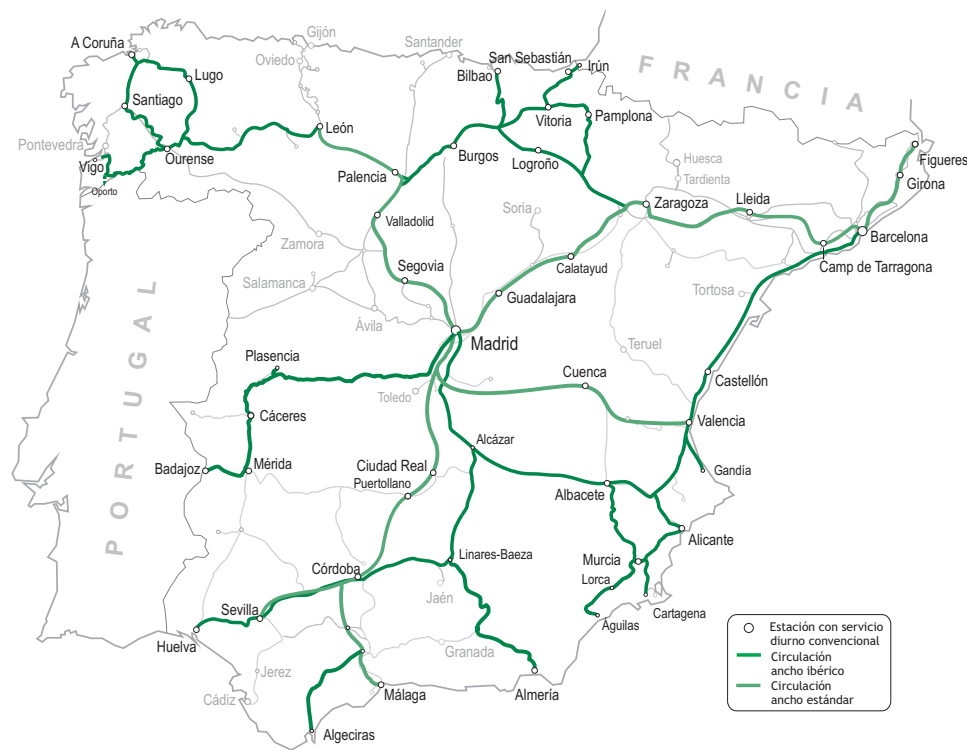 Gijón
A Coruña
Santander
Oviedo
San Sebastián
Irún
Bilbao
FRANCIA
Lugo
Santiago
León
Vitoria
Pamplona
Pontevedra
Ourense
Burgos
Logroño
Huesca
Tardienta
Figueres
Vigo
Oporto
Palencia
Girona
Zaragoza
Lleida
Soria
Valladolid
Barcelona
Zamora
Calatayud
Camp de Tarragona
Segovia
Salamanca
Guadalajara
Tortosa
Ávila
Madrid
Teruel
PORTUGAL
Plasencia
Cuenca
Castellón
Toledo
Cáceres
Valencia
Alcázar
Badajoz
Mérida
Ciudad Real
Puertollano
Gandía
Albacete
Alicante
Linares-Baeza
Murcia
Córdoba
Lorca
Jaén
Sevilla
Aguilas
Cartagena
Huelva
Granada
Jerez
Cádiz
Málaga
Almería
Algeciras
Estación con servicio
diurno convencional
Circulación
ancho ibérico
Circulación
ancho estándar